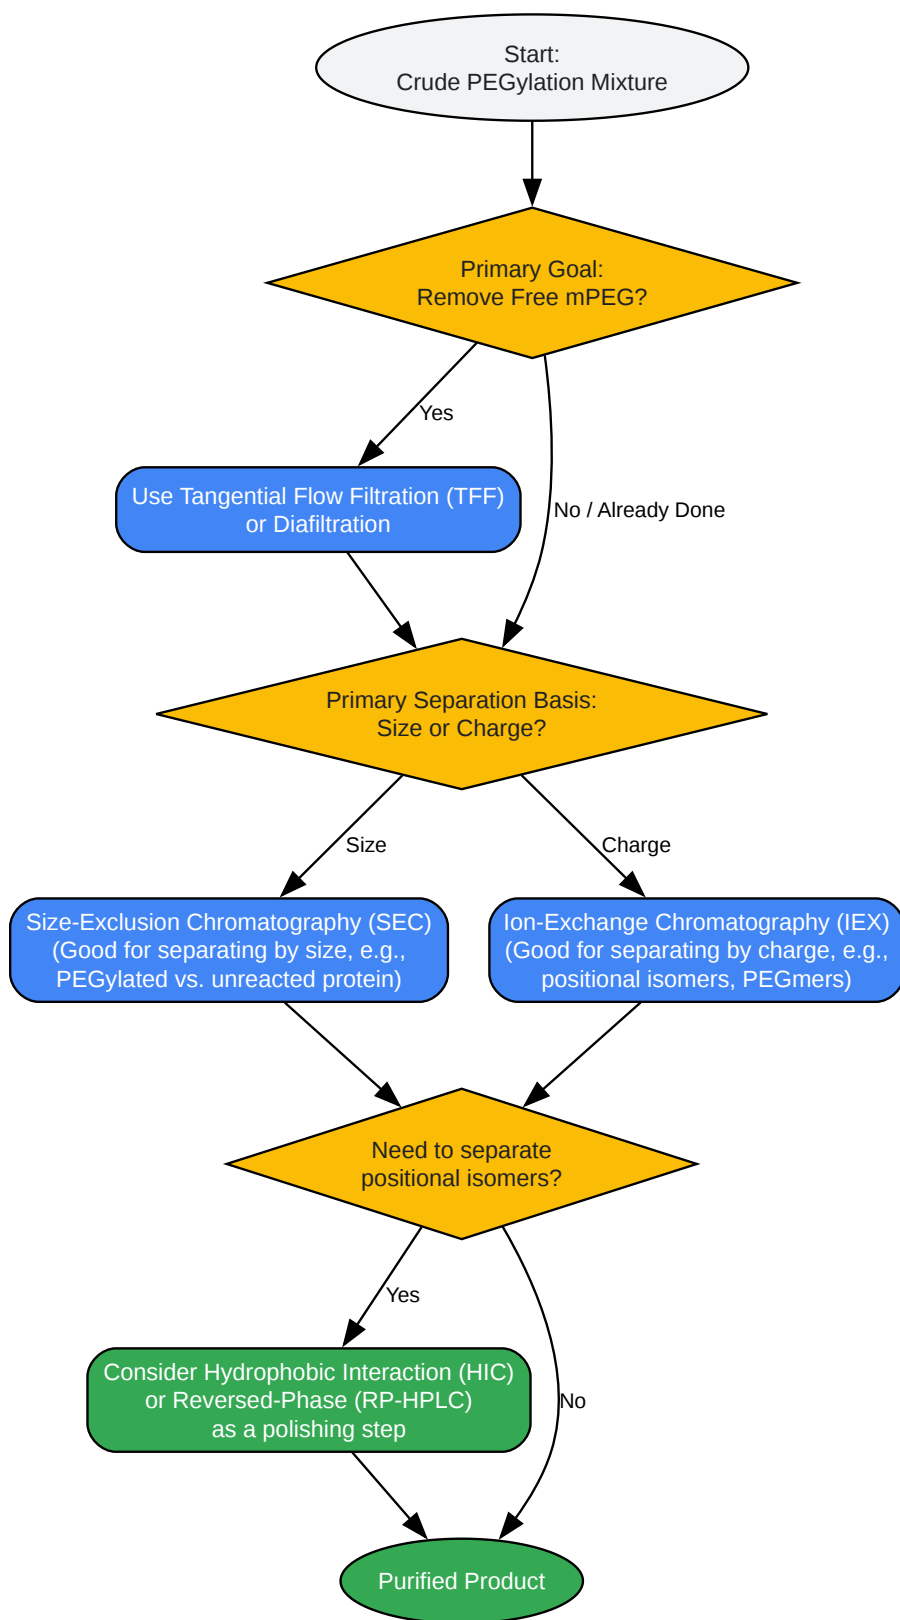 Start:
Crude PEGylation Mixture
Primary Goal:
Remove Free mPEG?
Yes
Use Tangential Flow Filtration (TFF)
or Diafiltration
No / Already Done
Primary Separation Basis:
Size or Charge?
Size
Charge
Size-Exclusion Chromatography (SEC)
(Good for separating by size, e.g.,
PEGylated vs. unreacted protein)
Ion-Exchange Chromatography (IEX)
(Good for separating by charge, e.g.,
positional isomers, PEGmers)
Need to separate
positional isomers?
Yes
Consider Hydrophobic Interaction (HIC)
or Reversed-Phase (RP-HPLC)
as a polishing step
No
Purified Product